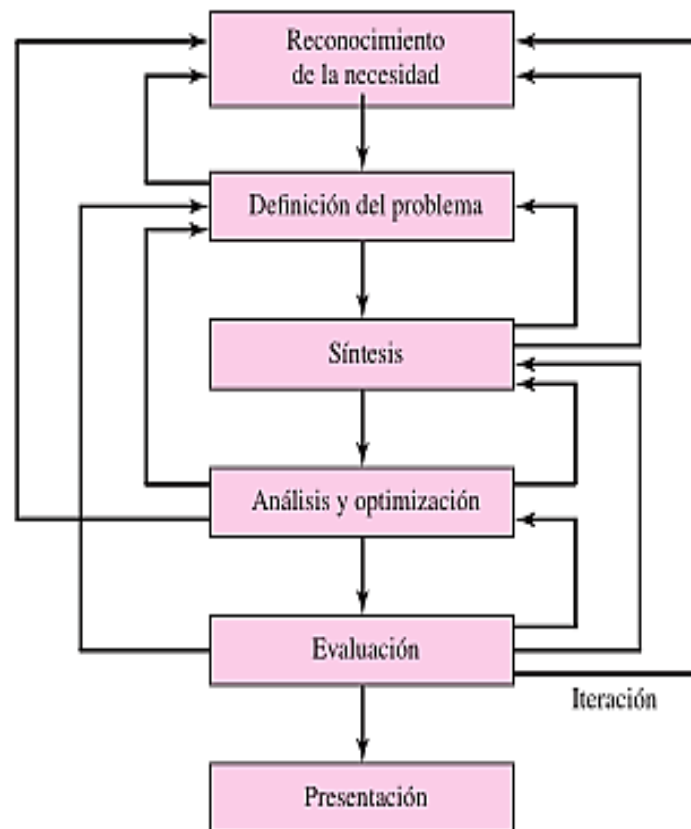 Reconocimiento
de la necesidad
Definición del problema
Síntesis
Análisis y optimización
Evaluación
Iteración
Presentación